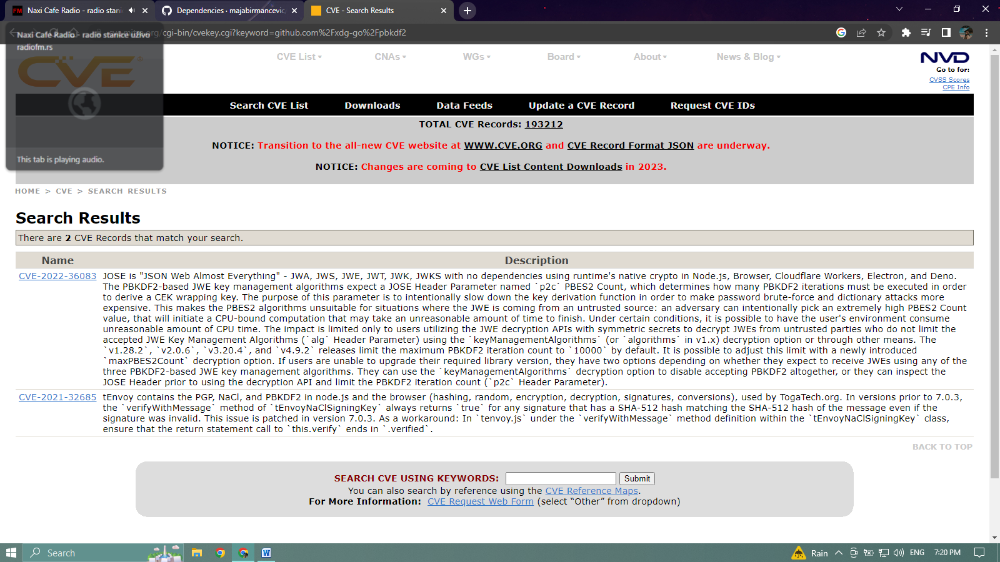 Naxi Cafe Radio - radio stani
Dependencies · majabirmancevic
CVE - Search Results
/cgi-bin/cvekey.cgi?keyword=github.com%2Fxdg-go%2Fpbkdf2
Naxi Cafe Radio - radio stanice uživo
radiofm.rs
CVE
This tab is playing audio.
CVE List
CNAs
WGs
Board
About
News & Blog
NVD
Go to for:
CVSS Scores
CPE Info
Search CVE List
Downloads
Data Feeds
Update a CVE Record
Request CVE IDs
TOTAL CVE Records: 193212
NOTICE: Transition to the all-new CVE website at WWW.CVE.ORG and CVE Record Format JSON are underway.
NOTICE: Changes are coming to CVE List Content Downloads in 2023.
HOME > CVE > SEARCH RESULTS
Search Results
There are 2 CVE Records that match your search.
Name Description
CVE-2022-36083 JOSE is "JSON Web Almost Everything" - JWA, JWS, JWE, JWT, JWK, JWKS with no dependencies using runtime's native crypto in Node.js, Browser, Cloudflare Workers, Electron, and Deno.
The PBKDF2-based JWE key management algorithms expect a JOSE Header Parameter named `p2c` PBES2 Count, which determines how many PBKDF2 iterations must be executed in order
to derive a CEK wrapping key. The purpose of this parameter is to intentionally slow down the key derivation function in order to make password brute-force and dictionary attacks more
expensive. This makes the PBES2 algorithms unsuitable for situations where the JWE is coming from an untrusted source: an adversary can intentionally pick an extremely high PBES2 Count
value, that will initiate a CPU-bound computation that may take an unreasonable amount of time to finish. Under certain conditions, it is possible to have the user's environment consume
unreasonable amount of CPU time. The impact is limited only to users utilizing the JWE decryption APIs with symmetric secrets to decrypt JWEs from untrusted parties who do not limit the
accepted JWE Key Management Algorithms (`alg` Header Parameter) using the `keyManagementAlgorithms` (or `algorithms` in v1.x) decryption option or through other means. The
`v1.28.2`, `v2.0.6`, `v3.20.4`, and `v4.9.2` releases limit the maximum PBKDF2 iteration count to `10000` by default. It is possible to adjust this limit with a newly introduced
`maxPBES2Count` decryption option. If users are unable to upgrade their required library version, they have two options depending on whether they expect to receive JWEs using any of the
three PBKDF2-based JWE key management algorithms. They can use the `keyManagementAlgorithms` decryption option to disable accepting PBKDF2 altogether, or they can inspect the
JOSE Header prior to using the decryption API and limit the PBKDF2 iteration count (`p2c` Header Parameter).
CVE-2021-32685 tEnvoy contains the PGP, NaCl, and PBKDF2 in node.js and the browser (hashing, random, encryption, decryption, signatures, conversions), used by TogaTech.org. In versions prior to 7.0.3,
the `verifyWithMessage` method of `tEnvoyNaClSigningKey` always returns `true` for any signature that has a SHA-512 hash matching the SHA-512 hash of the message even if the
signature was invalid. This issue is patched in version 7.0.3. As a workaround: In `tenvoy.js` under the `verifyWithMessage` method definition within the `tEnvoyNaClSigningKey` class,
ensure that the return statement call to `this.verify` ends in `.verified`.
BACK TO TOP
SEARCH CVE USING KEYWORDS: Submit
You can also search by reference using the CVE Reference Maps.
For More Information: CVE Request Web Form (select “Other” from dropdown)
Search
Rain
ENG
7:20 PM